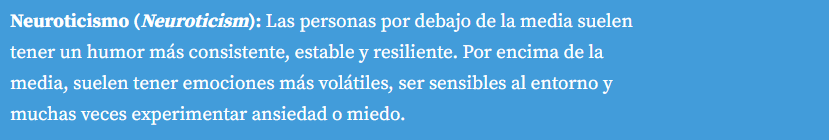 Neuroticismo (Neuroticism): Las personas por debajo de la media suelen
tener un humor más consistente, estable y resiliente. Por encima de la
media, suelen tener emociones más volátiles, ser sensibles al entorno y
muchas veces experimentar ansiedad o miedo.